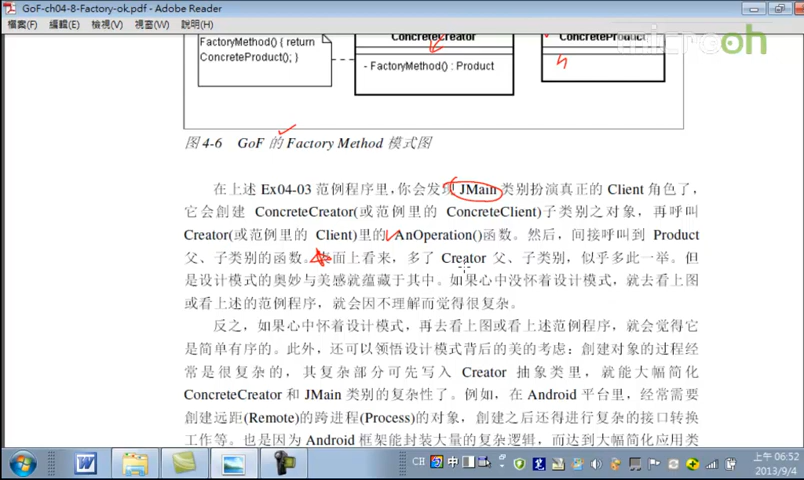 GoF-ch04-8-Factory-ok.pdf - Adobe Reader
檔案(F) 編輯(E) 檢視(V) 視窗(W) 說明(H)
microoh
FactoryMethod() { return
ConcreteProduct(); }
ConcreteCreator
- FactoryMethod() : Product
ConcreteProduct
图 4-6 GoF 的 Factory Method 模式图
在上述 Ex04-03 范例程序里,你会发现 JMain 类别扮演真正的 Client 角色了,
它会創建 ConcreteCreator(或范例里的 ConcreteClient)子类别之对象,再呼叫
Creator(或范例里的 Client)里的 AnOperation()函数。然后,间接呼叫到 Product
父、子类别的函数。表面上看来,多了 Creator 父、子类别,似乎多此一举。但
是设计模式的奥妙与美感就蕴藏于其中。如果心中没怀着设计模式,就去看上图
或看上述的范例程序,就会因不理解而觉得很复杂。
反之,如果心中怀着设计模式,再去看上图或看上述范例程序,就会觉得它
是简单有序的。此外,还可以领悟设计模式背后的美的考虑:創建对象的过程经
常是很复杂的,其复杂部分可先写入 Creator 抽象类里,就能大幅简化
ConcreteCreator 和 JMain 类别的复杂性了。例如,在 Android 平台里,经常需要
創建远距(Remote)的跨进程(Process)的对象,創建之后还得进行复杂的接口转换
工作等。也是因为 Android 框架能封装大量的复杂逻辑,而达到大幅简化应用类
CH 中
上午 06:52
2013/9/4